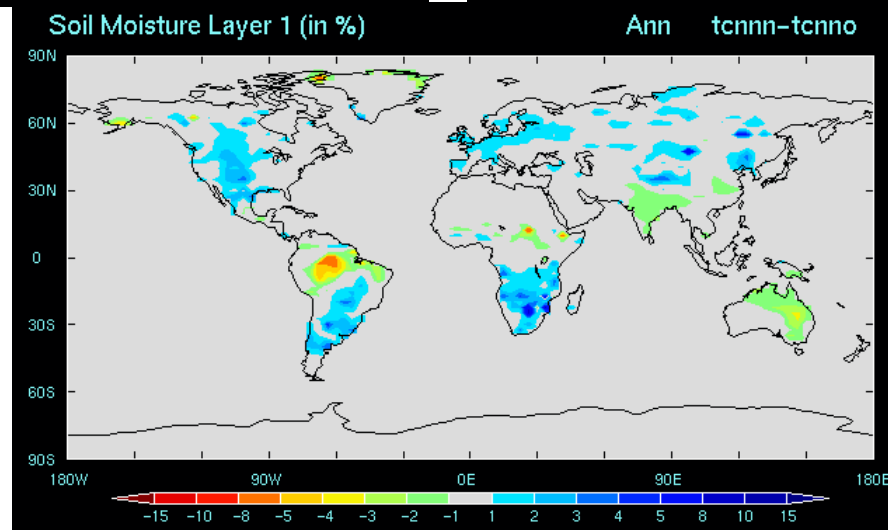 Soil Moisture Layer 1 (in %) Ann tcnnn-tcnno
90N
60N
30N
0
30S
60S
90S
180W 90W 0E 90E 180E
-15 -10 -8 -5 -4 -3 -2 -1 1 2 3 4 5 8 10 15